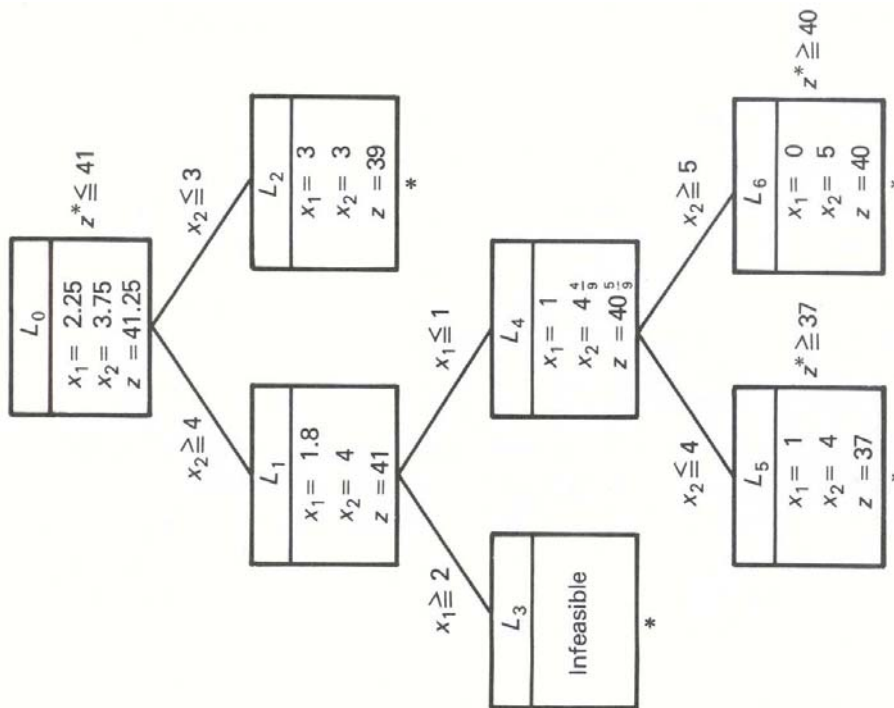 L₀
x₁ = 2.25
x₂ = 3.75
z = 41.25
z* ≦ 41
x₂ ≧ 4
x₂ ≦ 3
L₁
x₁ = 1.8
x₂ = 4
z = 41
L₂
x₁ = 3
x₂ = 3
z = 39
*
x₁ ≧ 2
x₁ ≦ 1
L₃
Infeasible
*
L₄
x₁ = 1
x₂ = 4 4/9
z = 40 5/9
x₂ ≦ 4
x₂ ≧ 5
L₅
x₁ = 1
x₂ = 4
z = 37
*
z* ≧ 37
L₆
x₁ = 0
x₂ = 5
z = 40
*
z* ≧ 40